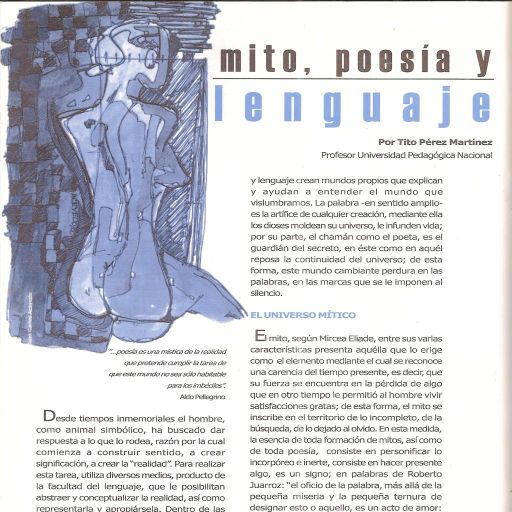 mito, poesía y
lenguaje
Por Tito Pérez Martínez
Profesor Universidad Pedagógica Nacional
"...poesía es una mística de la realidad
que pretende cumplir la tarea de
que este mundo no sea sólo habitable
para los imbéciles".
Aldo Pellegrino
Desde tiempos inmemoriales el hombre,
como animal simbólico, ha buscado dar
respuesta a lo que lo rodea, razón por la cual
comienza a construir sentido, a crear
significación, a crear la "realidad". Para realizar
esta tarea, utiliza diversos medios, producto de
la facultad del lenguaje, que le posibilitan
abstraer y conceptualizar la realidad, así como
representarla y apropiársela. Dentro de las
y lenguaje crean mundos propios que explican
y ayudan a entender el mundo que
vislumbramos. La palabra -en sentido amplio-
es la artífice de cualquier creación, mediante ella
los dioses moldean su universo, le infunden vida;
por su parte, el chamán como el poeta, es el
guardián del secreto, en éste como en aquél
reposa la continuidad del universo; de esta
forma, este mundo cambiante perdura en las
palabras, en las marcas que se le imponen al
silencio.
EL UNIVERSO MÍTICO
El mito, según Mircea Eliade, entre sus varias
características presenta aquélla que lo erige
como el elemento mediante el cual se reconoce
una carencia del tiempo presente, es decir, que
su fuerza se encuentra en la pérdida de algo
que en otro tiempo le permitió al hombre vivir
satisfacciones gratas; de esta forma, el mito se
inscribe en el territorio de lo incompleto, de la
búsqueda, de lo dejado al olvido. En esta medida,
la esencia de toda formación de mitos, así como
de toda poesía, consiste en personificar lo
incorpóreo e inerte, consiste en hacer presente
algo, es un signo; en palabras de Roberto
Juarroz: "el oficio de la palabra, más allá de la
pequeña miseria y la pequeña ternura de
designar esto o aquello, es un acto de amor: